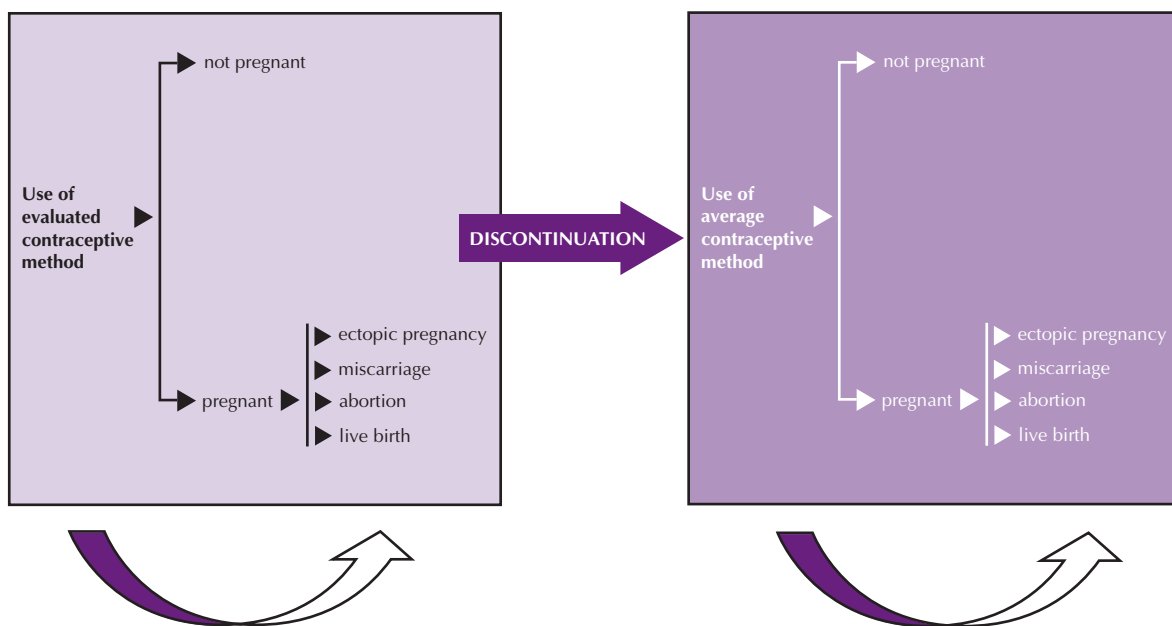 not pregnant
Use of
evaluated
contraceptive
method
pregnant
ectopic pregnancy
miscarriage
abortion
live birth
DISCONTINUATION
not pregnant
Use of
average
contraceptive
method
pregnant
ectopic pregnancy
miscarriage
abortion
live birth